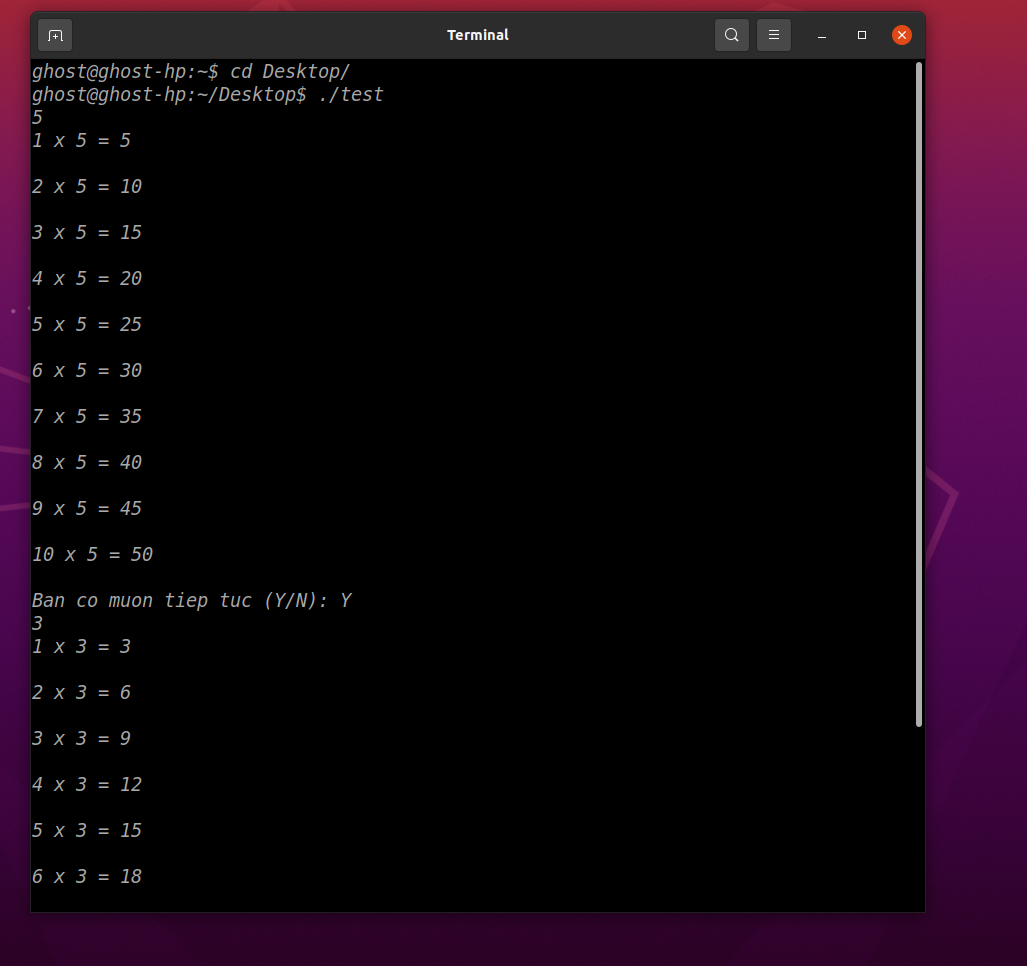 Terminal
ghost@ghost-hp:~$ cd Desktop/
ghost@ghost-hp:~/Desktop$ ./test
5
1 x 5 = 5
2 x 5 = 10
3 x 5 = 15
4 x 5 = 20
5 x 5 = 25
6 x 5 = 30
7 x 5 = 35
8 x 5 = 40
9 x 5 = 45
10 x 5 = 50
Ban co muon tiep tuc (Y/N): Y
3
1 x 3 = 3
2 x 3 = 6
3 x 3 = 9
4 x 3 = 12
5 x 3 = 15
6 x 3 = 18